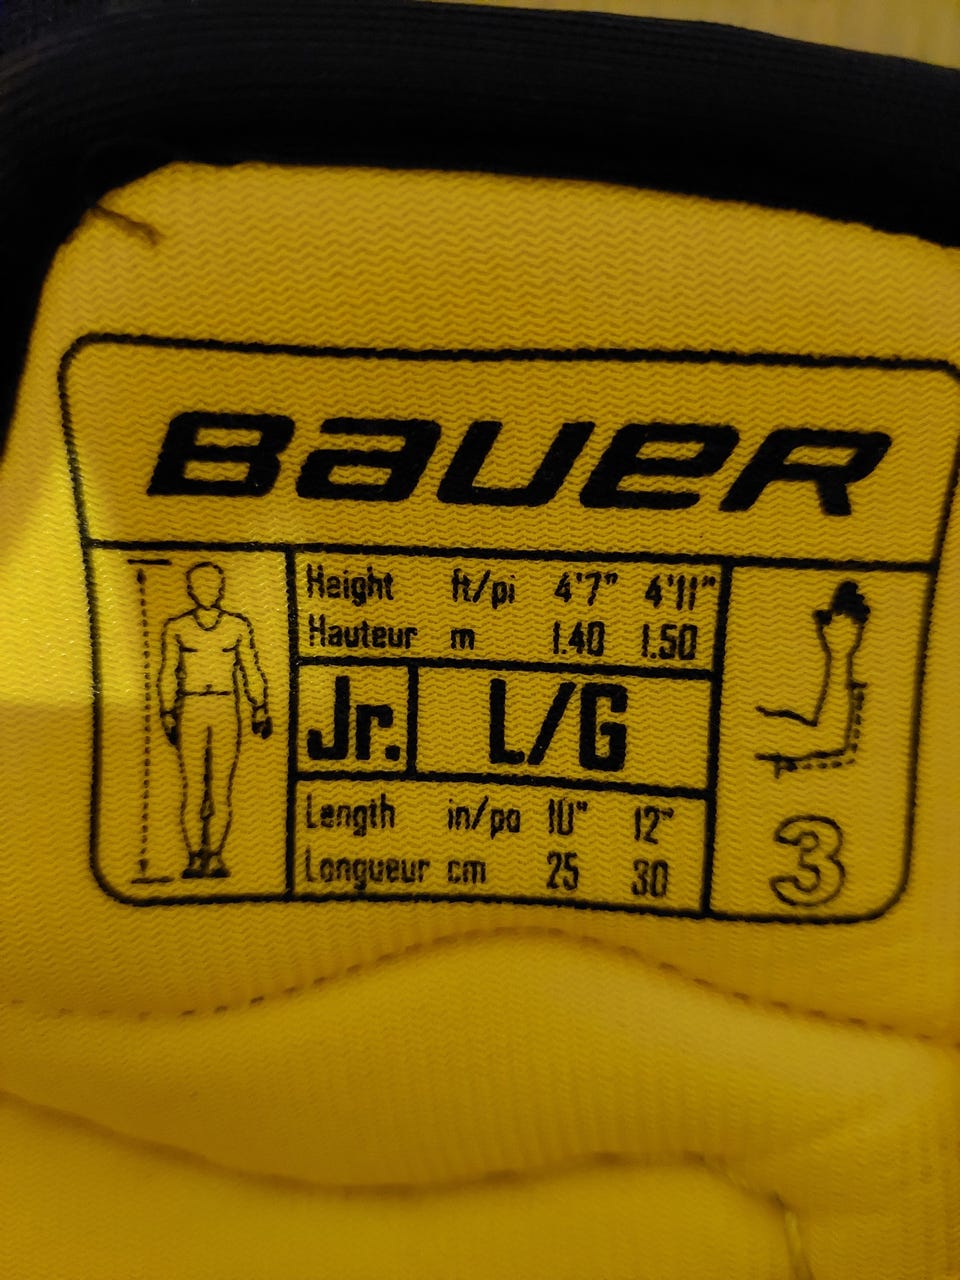 BAUER
Height ft/pi 4'7" 4'11"
Hauteur m 1.40 1.50
Jr. L/G
Length in/po 10" 12"
Longueur cm 25 30
3